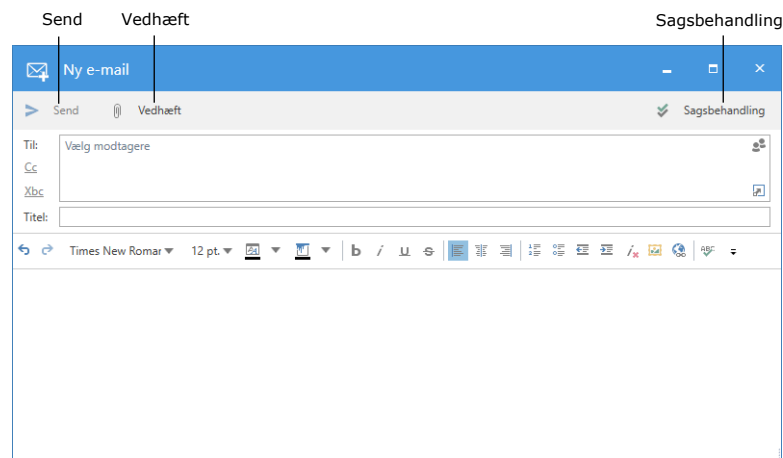 Send Vedhæft Sagsbehandling
Ny e-mail
Send Vedhæft Sagsbehandling
Til: Vælg modtagere
Cc
Xbc
Titel:
Times New Romar 12 pt. b i u s ABC